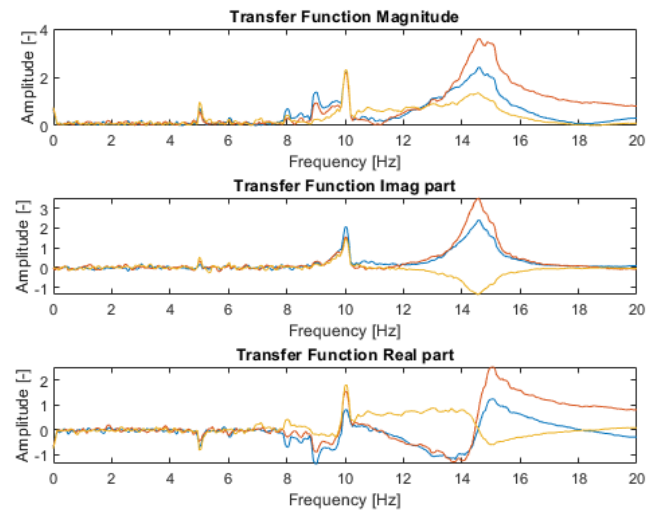 Transfer Function Magnitude
4
2
0
Amplitude [-]
0 2 4 6 8 10 12 14 16 18 20
Frequency [Hz]
Transfer Function Imag part
3
2
1
0
-1
Amplitude [-]
0 2 4 6 8 10 12 14 16 18 20
Frequency [Hz]
Transfer Function Real part
2
1
0
-1
Amplitude [-]
0 2 4 6 8 10 12 14 16 18 20
Frequency [Hz]